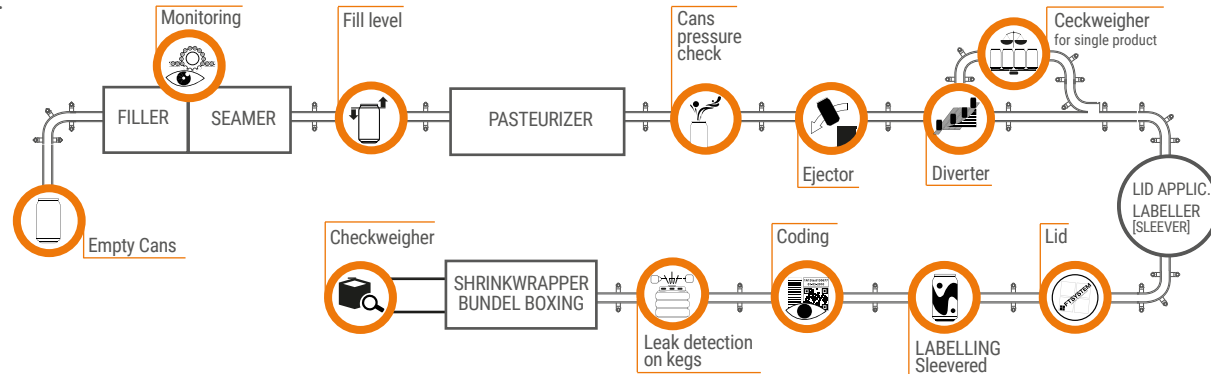 Monitoring
Fill level
Cans
pressure
check
Ceckweigher
for single product
FILLER
SEAMER
PASTEURIZER
Ejector
Diverter
Empty Cans
LID APPLIC.
LABELLER
[SLEEVER]
Checkweigher
SHRINKWRAPPER
BUNDEL BOXING
Leak detection
on kegs
Coding
LABELLING
Sleevered
Lid
FTSYSTEM